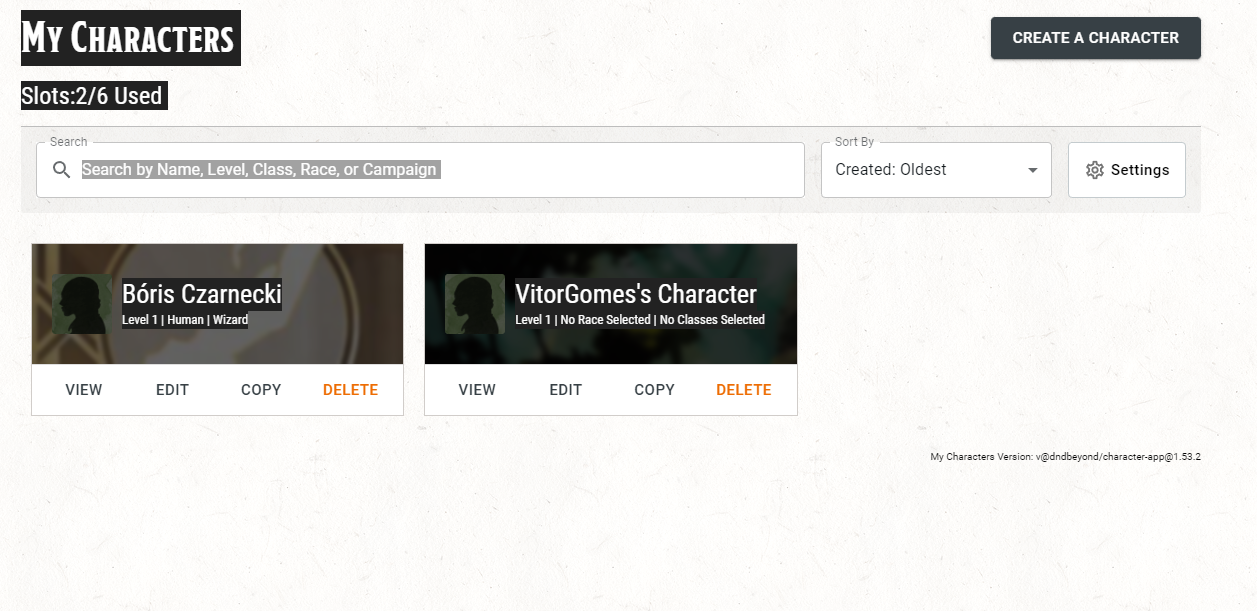 My Characters
CREATE A CHARACTER
Slots:2/6 Used
Search
Search by Name, Level, Class, Race, or Campaign
Sort By
Created: Oldest
Settings
Bóris Czarnecki
Level 1 | Human | Wizard
VIEW EDIT COPY DELETE
VitorGomes's Character
Level 1 | No Race Selected | No Classes Selected
VIEW EDIT COPY DELETE
My Characters Version: v@dndbeyond/character-app@1.53.2